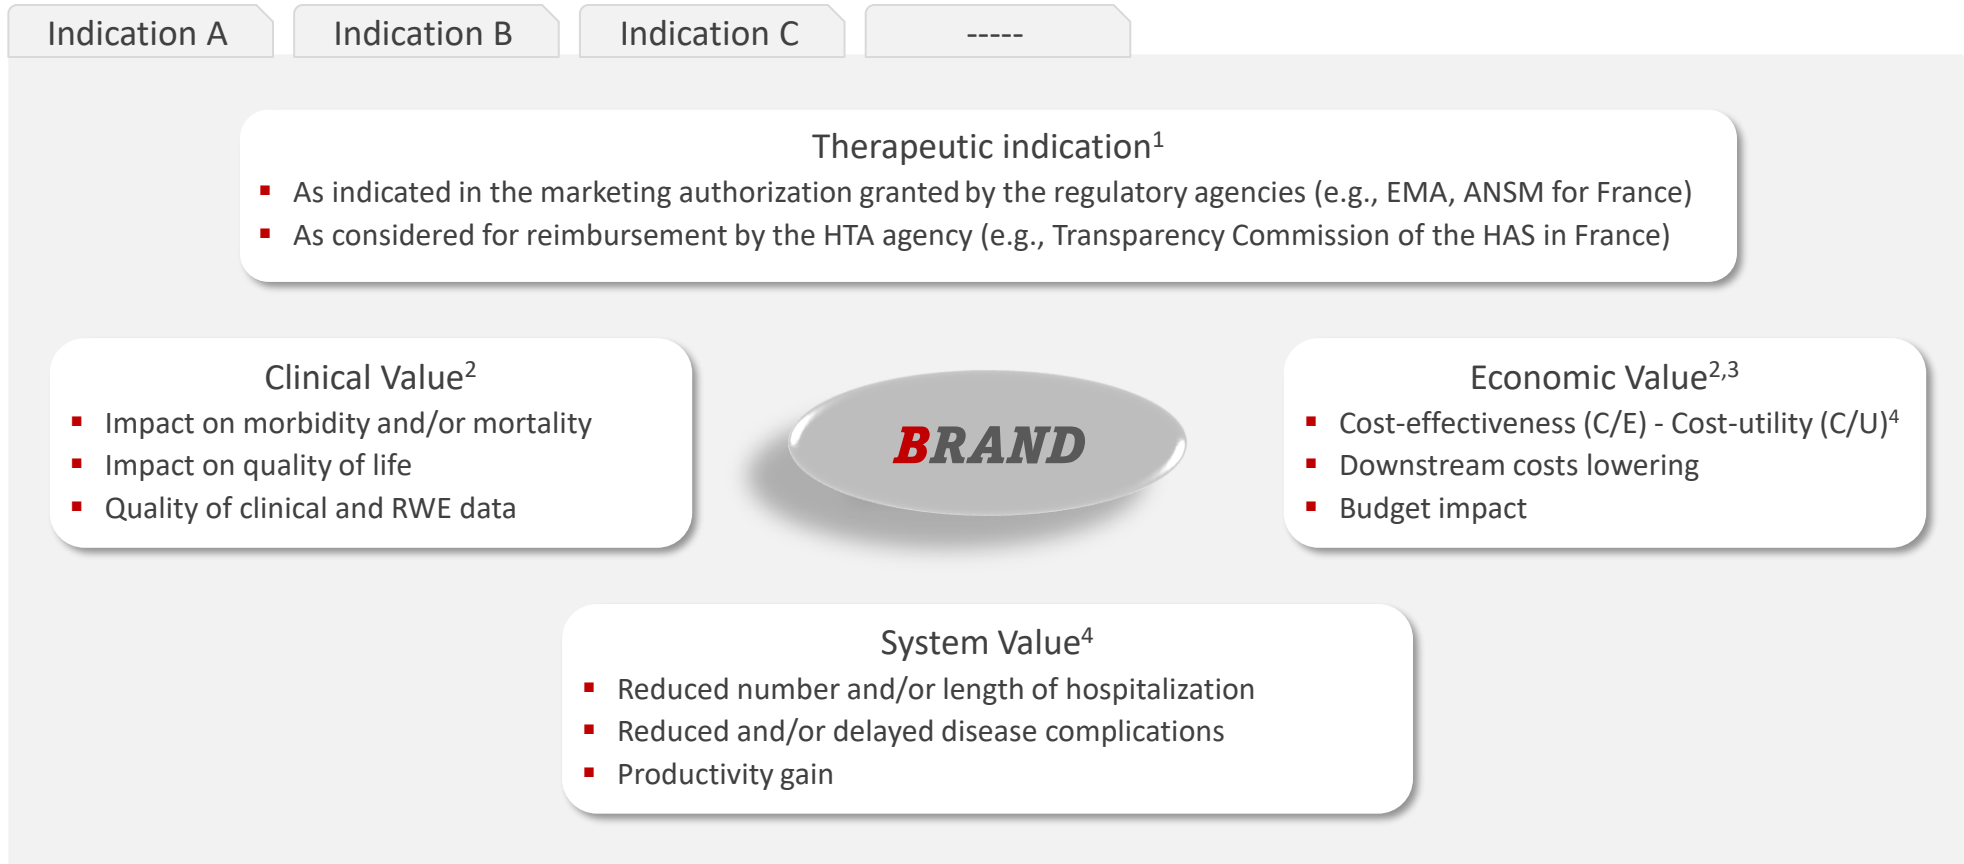 Indication A
Indication B
Indication C
-----
Therapeutic indication¹
▪ As indicated in the marketing authorization granted by the regulatory agencies (e.g., EMA, ANSM for France)
▪ As considered for reimbursement by the HTA agency (e.g., Transparency Commission of the HAS in France)
Clinical Value²
▪ Impact on morbidity and/or mortality
▪ Impact on quality of life
▪ Quality of clinical and RWE data
BRAND
Economic Value²,³
▪ Cost-effectiveness (C/E) - Cost-utility (C/U)⁴
▪ Downstream costs lowering
▪ Budget impact
System Value⁴
▪ Reduced number and/or length of hospitalization
▪ Reduced and/or delayed disease complications
▪ Productivity gain